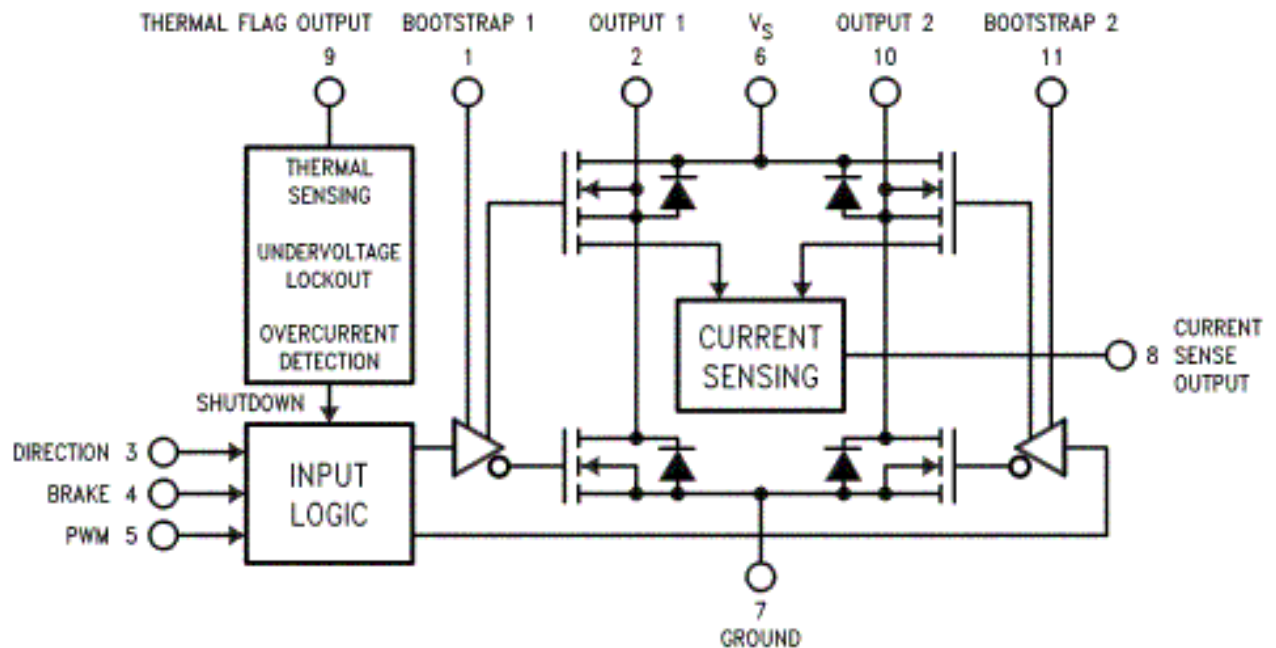 THERMAL FLAG OUTPUT
9
BOOTSTRAP 1
1
OUTPUT 1
2
VS
6
OUTPUT 2
10
BOOTSTRAP 2
11
THERMAL
SENSING
UNDERVOLTAGE
LOCKOUT
OVERCURRENT
DETECTION
CURRENT
SENSING
8
CURRENT
SENSE
OUTPUT
SHUTDOWN
DIRECTION 3
BRAKE 4
PWM 5
INPUT
LOGIC
7
GROUND